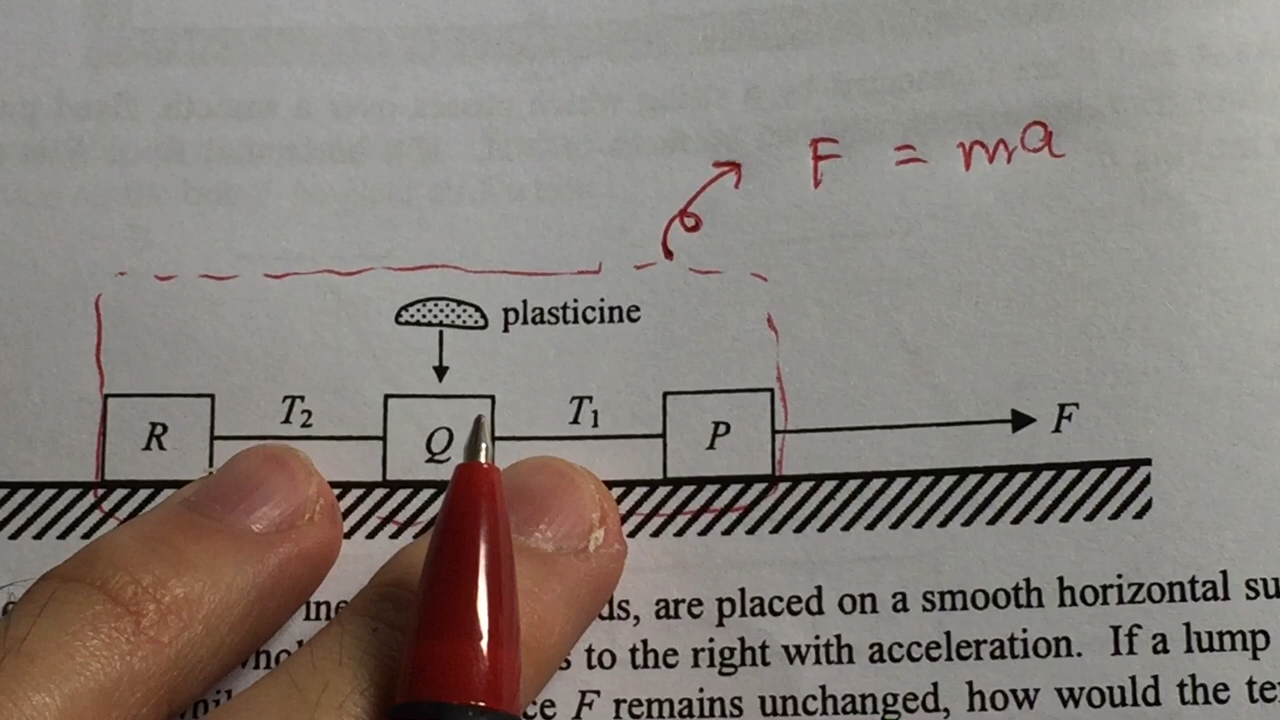 F = ma
plasticine
R T2 Q T1 P F
ds, are placed on a smooth horizontal su
s to the right with acceleration. If a lump
ce F remains unchanged, how would the te